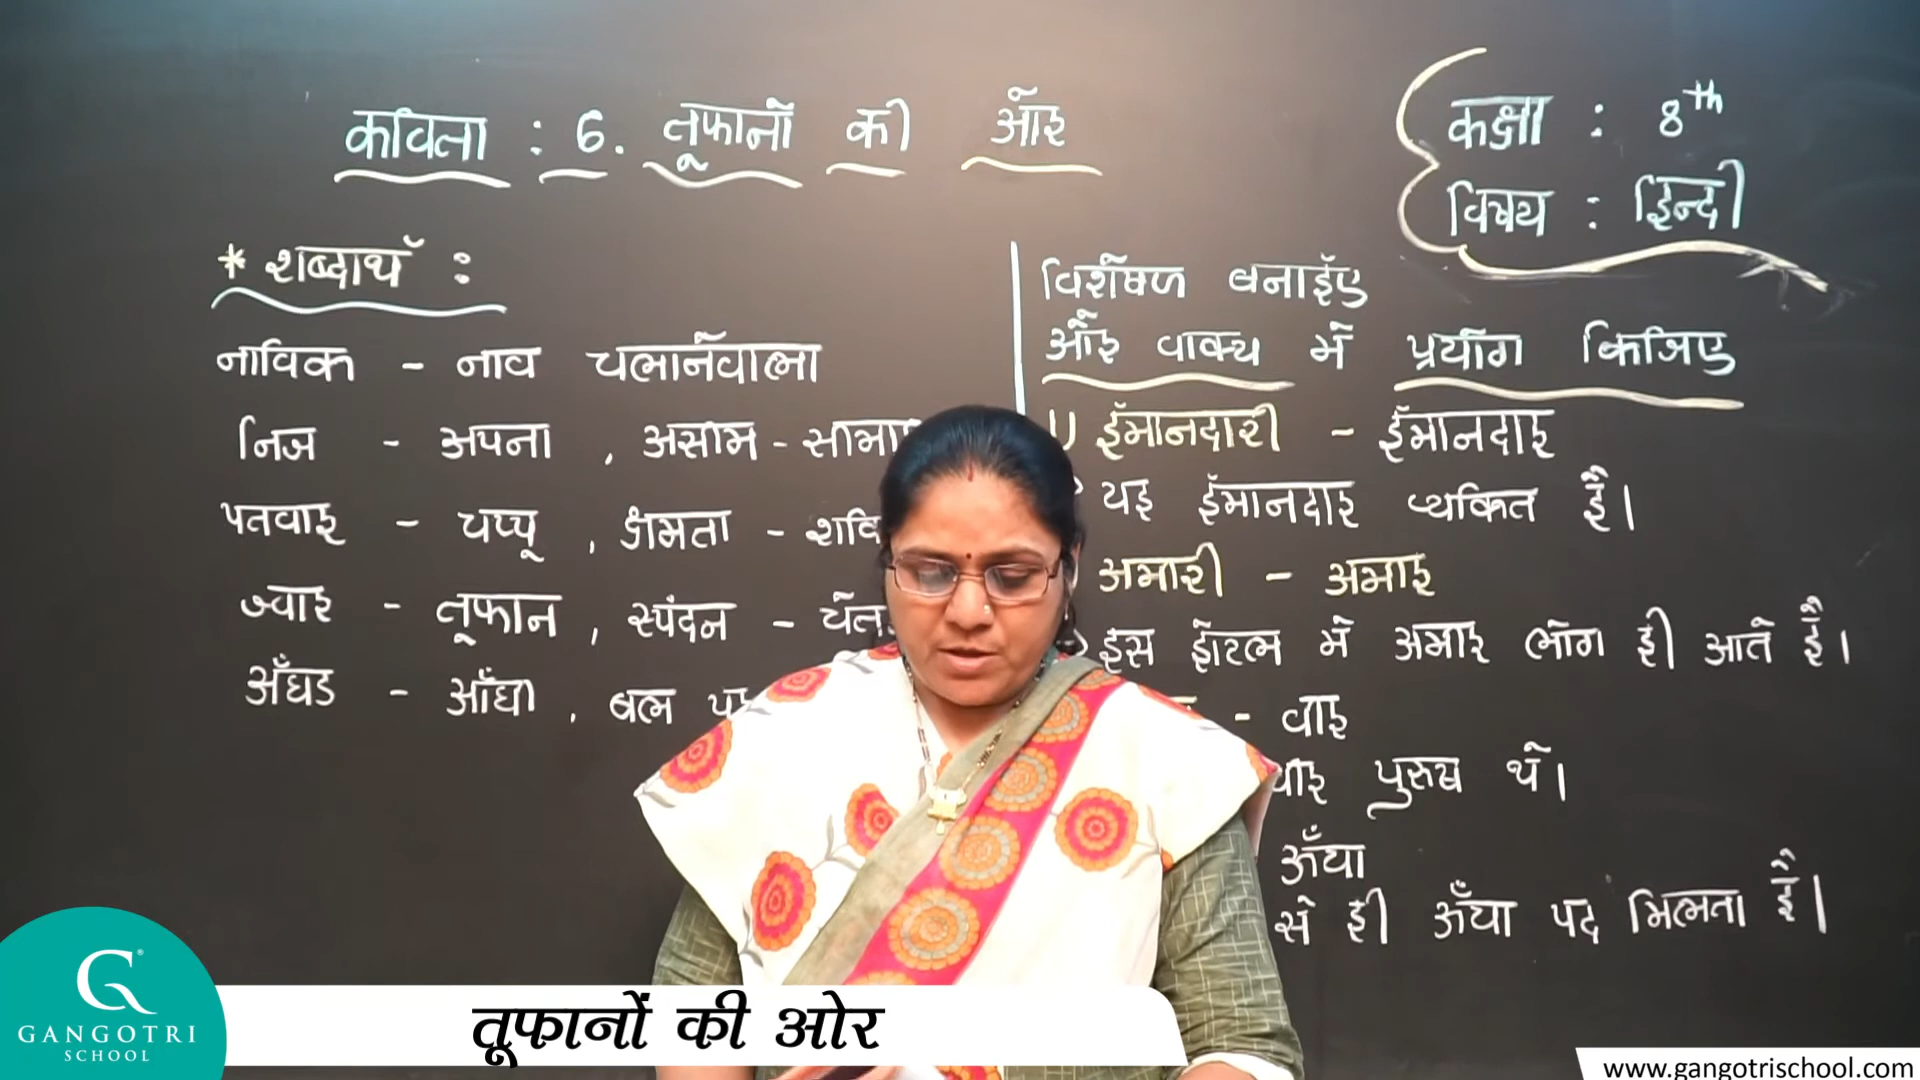 कविता : 6. तूफानों की ओर
कक्षा : 8th
विषय : हिन्दी
* शब्दार्थ :
नाविक - नाव चलानेवाला
निज - अपना , असीम -
पतवार - चप्पू , क्षमता -
ज्वार - तूफान , स्पंदन -
अँधड - आँधी , बल
विशेषण बनाईए
और वाक्य में प्रयोग किजिए
1) ईमानदारी - ईमानदार
यह ईमानदार व्यकित है।
अमीरी - अमीर
इस होटल में अमीर लोग ही आते हैं।
- वीर
वीर पुरुष थे।
ऊँचा
से ही ऊँचा पद मिलता है।
G
GANGOTRI
SCHOOL
तूफानों की ओर
www.gangotrischool.com